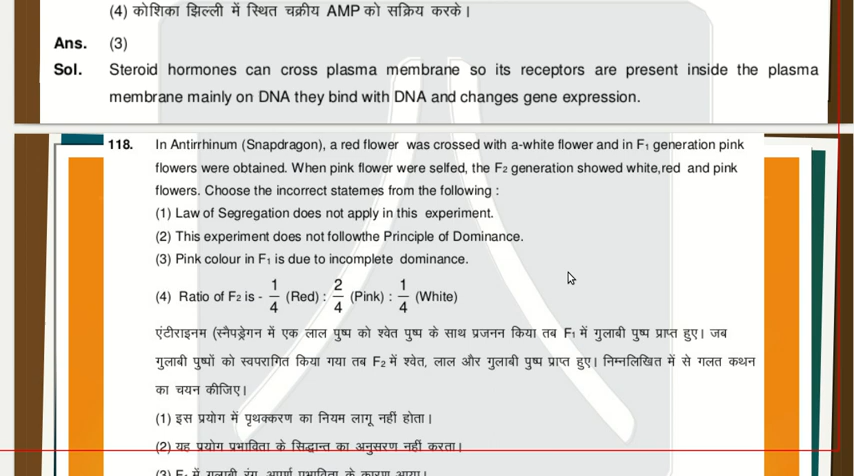 (4) कोशिका झिल्ली में स्थित चक्रीय AMP को सक्रिय करके |
Ans. (3)
Sol. Steroid hormones can cross plasma membrane so its receptors are present inside the plasma
membrane mainly on DNA they bind with DNA and changes gene expression.
118. In Antirrhinum (Snapdragon), a red flower was crossed with a-white flower and in F₁ generation pink
flowers were obtained. When pink flower were selfed, the F₂ generation showed white,red and pink
flowers. Choose the incorrect statemes from the following :
(1) Law of Segregation does not apply in this experiment.
(2) This experiment does not followthe Principle of Dominance.
(3) Pink colour in F₁ is due to incomplete dominance.
(4) Ratio of F₂ is - 1/4 (Red) : 2/4 (Pink) : 1/4 (White)
एंटीराइनम (स्नैपड्रेगन में एक लाल पुष्प को श्वेत पुष्प के साथ प्रजनन किया तब F₁ में गुलाबी पुष्प प्राप्त हुए। जब
गुलाबी पुष्पों को स्वपरागित किया गया तब F₂ में श्वेत, लाल और गुलाबी पुष्प प्राप्त हुए। निम्नलिखित में से गलत कथन
का चयन कीजिए।
(1) इस प्रयोग में पृथक्करण का नियम लागू नहीं होता।
(2) यह प्रयोग प्रभाविता के सिद्धान्त का अनुसरण नहीं करता।
(3) F₁ में गुलाबी रंग, अपूर्ण प्रभाविता के कारण आया।